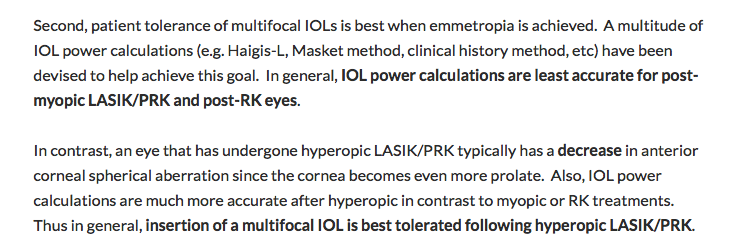 Second, patient tolerance of multifocal IOLs is best when emmetropia is achieved.  A multitude of
IOL power calculations (e.g. Haigis-L, Masket method, clinical history method, etc) have been
devised to help achieve this goal.  In general, IOL power calculations are least accurate for post-
myopic LASIK/PRK and post-RK eyes.
In contrast, an eye that has undergone hyperopic LASIK/PRK typically has a decrease in anterior
corneal spherical aberration since the cornea becomes even more prolate.  Also, IOL power
calculations are much more accurate after hyperopic in contrast to myopic or RK treatments.
Thus in general, insertion of a multifocal IOL is best tolerated following hyperopic LASIK/PRK.